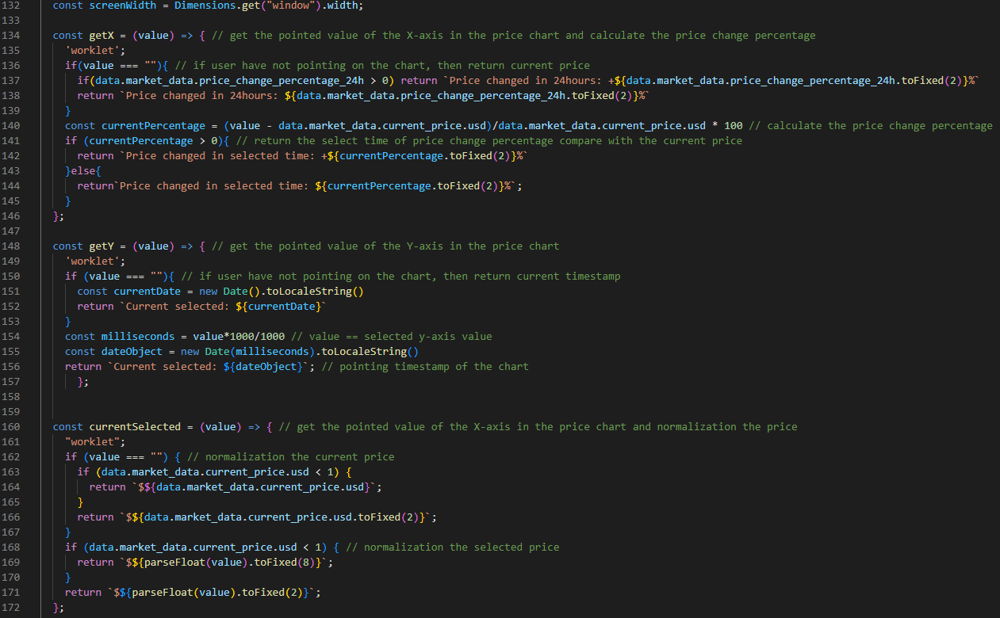 132 const screenWidth = Dimensions.get("window").width;
133
134 const getX = (value) => { // get the pointed value of the X-axis in the price chart and calculate the price change percentage
135 'worklet';
136 if(value === ""){ // if user have not pointing on the chart, then return current price
137 if(data.market_data.price_change_percentage_24h > 0) return `Price changed in 24hours: +${data.market_data.price_change_percentage_24h.toFixed(2)}%`
138 return `Price changed in 24hours: ${data.market_data.price_change_percentage_24h.toFixed(2)}%`
139 }
140 const currentPercentage = (value - data.market_data.current_price.usd)/data.market_data.current_price.usd * 100 // calculate the price change percentage
141 if (currentPercentage > 0){ // return the select time of price change percentage compare with the current price
142 return `Price changed in selected time: +${currentPercentage.toFixed(2)}%`
143 }else{
144 return`Price changed in selected time: ${currentPercentage.toFixed(2)}%`;
145 }
146 };
147
148 const getY = (value) => { // get the pointed value of the Y-axis in the price chart
149 'worklet';
150 if (value === ""){ // if user have not pointing on the chart, then return current timestamp
151 const currentDate = new Date().toLocaleString()
152 return `Current selected: ${currentDate}`
153 }
154 const milliseconds = value*1000/1000 // value == selected y-axis value
155 const dateObject = new Date(milliseconds).toLocaleString()
156 return `Current selected: ${dateObject}`; // pointing timestamp of the chart
157 };
158
159
160 const currentSelected = (value) => { // get the pointed value of the X-axis in the price chart and normalization the price
161 "worklet";
162 if (value === "") { // normalization the current price
163 if (data.market_data.current_price.usd < 1) {
164 return `$${data.market_data.current_price.usd}`;
165 }
166 return `$${data.market_data.current_price.usd.toFixed(2)}`;
167 }
168 if (data.market_data.current_price.usd < 1) { // normalization the selected price
169 return `$${parseFloat(value).toFixed(8)}`;
170 }
171 return `$${parseFloat(value).toFixed(2)}`;
172 };